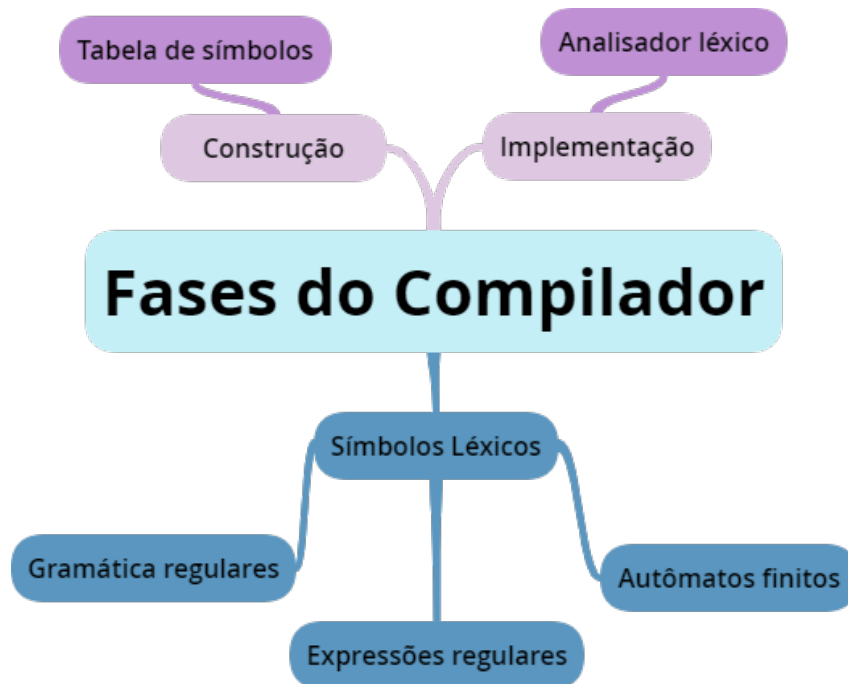 Tabela de símbolos
Analisador léxico
Construção
Implementação
Fases do Compilador
Símbolos Léxicos
Gramática regulares
Autômatos finitos
Expressões regulares